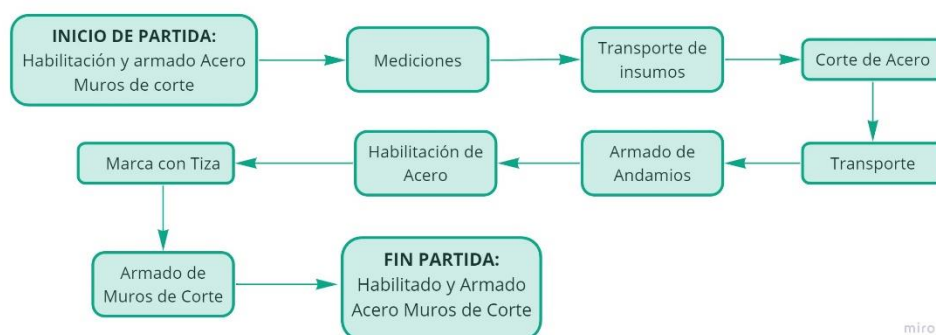 INICIO DE PARTIDA:
Habilitación y armado Acero
Muros de corte
Mediciones
Transporte de
insumos
Corte de Acero
Transporte
Armado de
Andamios
Habilitación de
Acero
Marca con Tiza
Armado de
Muros de Corte
FIN PARTIDA:
Habilitado y Armado
Acero Muros de Corte
miro